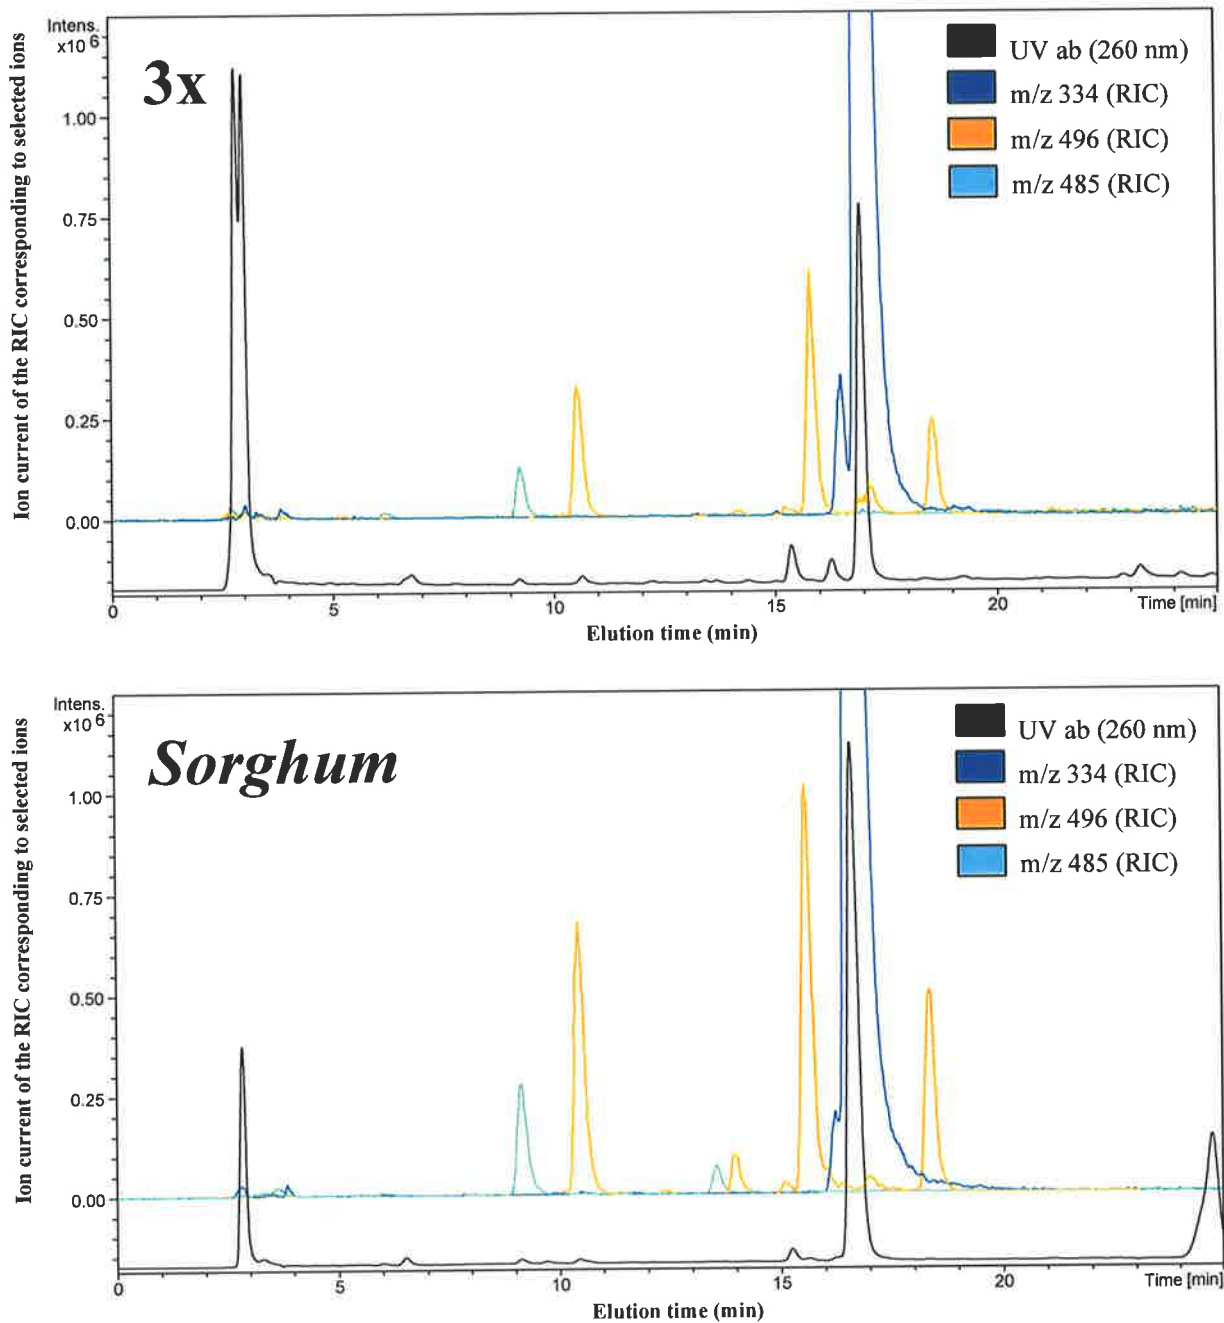 Intens.
x10 6
3x
UV ab (260 nm)
m/z 334 (RIC)
m/z 496 (RIC)
m/z 485 (RIC)
1.00
0.75
0.50
0.25
0.00
Ion current of the RIC corresponding to selected ions
0 5 10 15 20 Time [min]
Elution time (min)
Intens.
x10 6
Sorghum
UV ab (260 nm)
m/z 334 (RIC)
m/z 496 (RIC)
m/z 485 (RIC)
1.00
0.75
0.50
0.25
0.00
Ion current of the RIC corresponding to selected ions
0 5 10 15 20 Time [min]
Elution time (min)